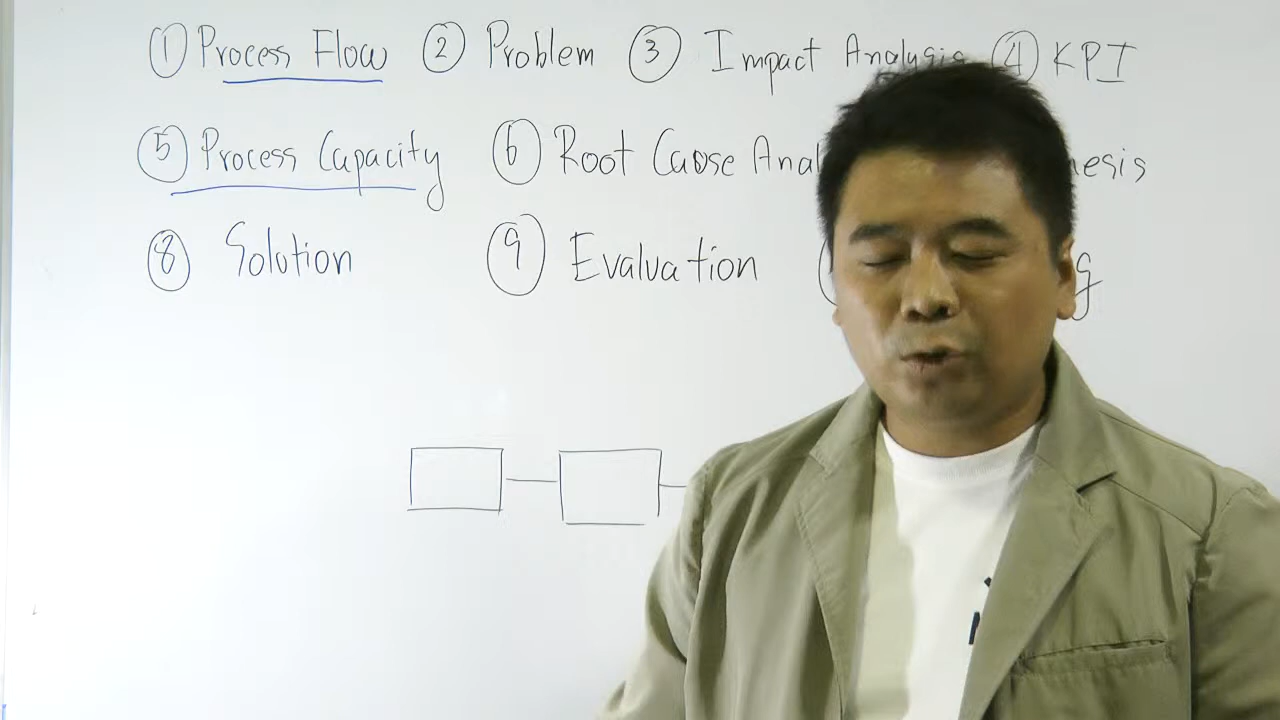 ① Process Flow ② Problem ③ Impact Analysis ④ KPI
⑤ Process Capacity ⑥ Root Cause
⑧ Solution ⑨ Evaluation